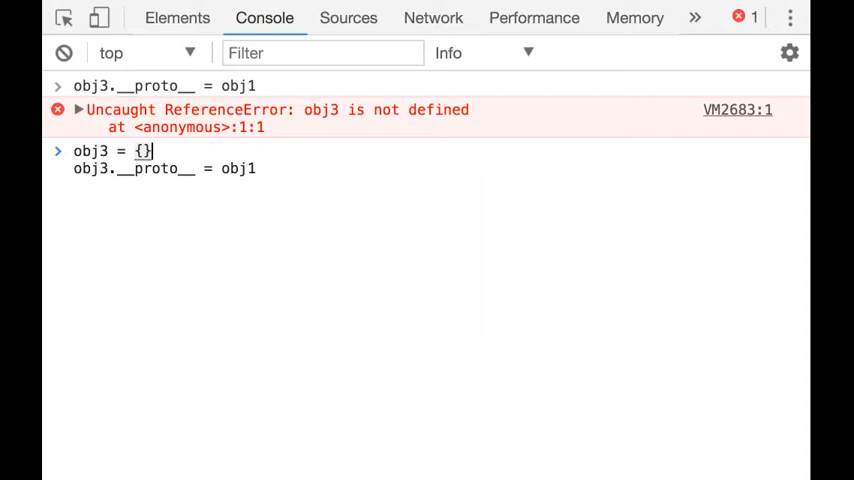 Elements Console Sources Network Performance Memory » 1
top Filter Info
> obj3.__proto__ = obj1
Uncaught ReferenceError: obj3 is not defined VM2683:1
at <anonymous>:1:1
> obj3 = {}
obj3.__proto__ = obj1